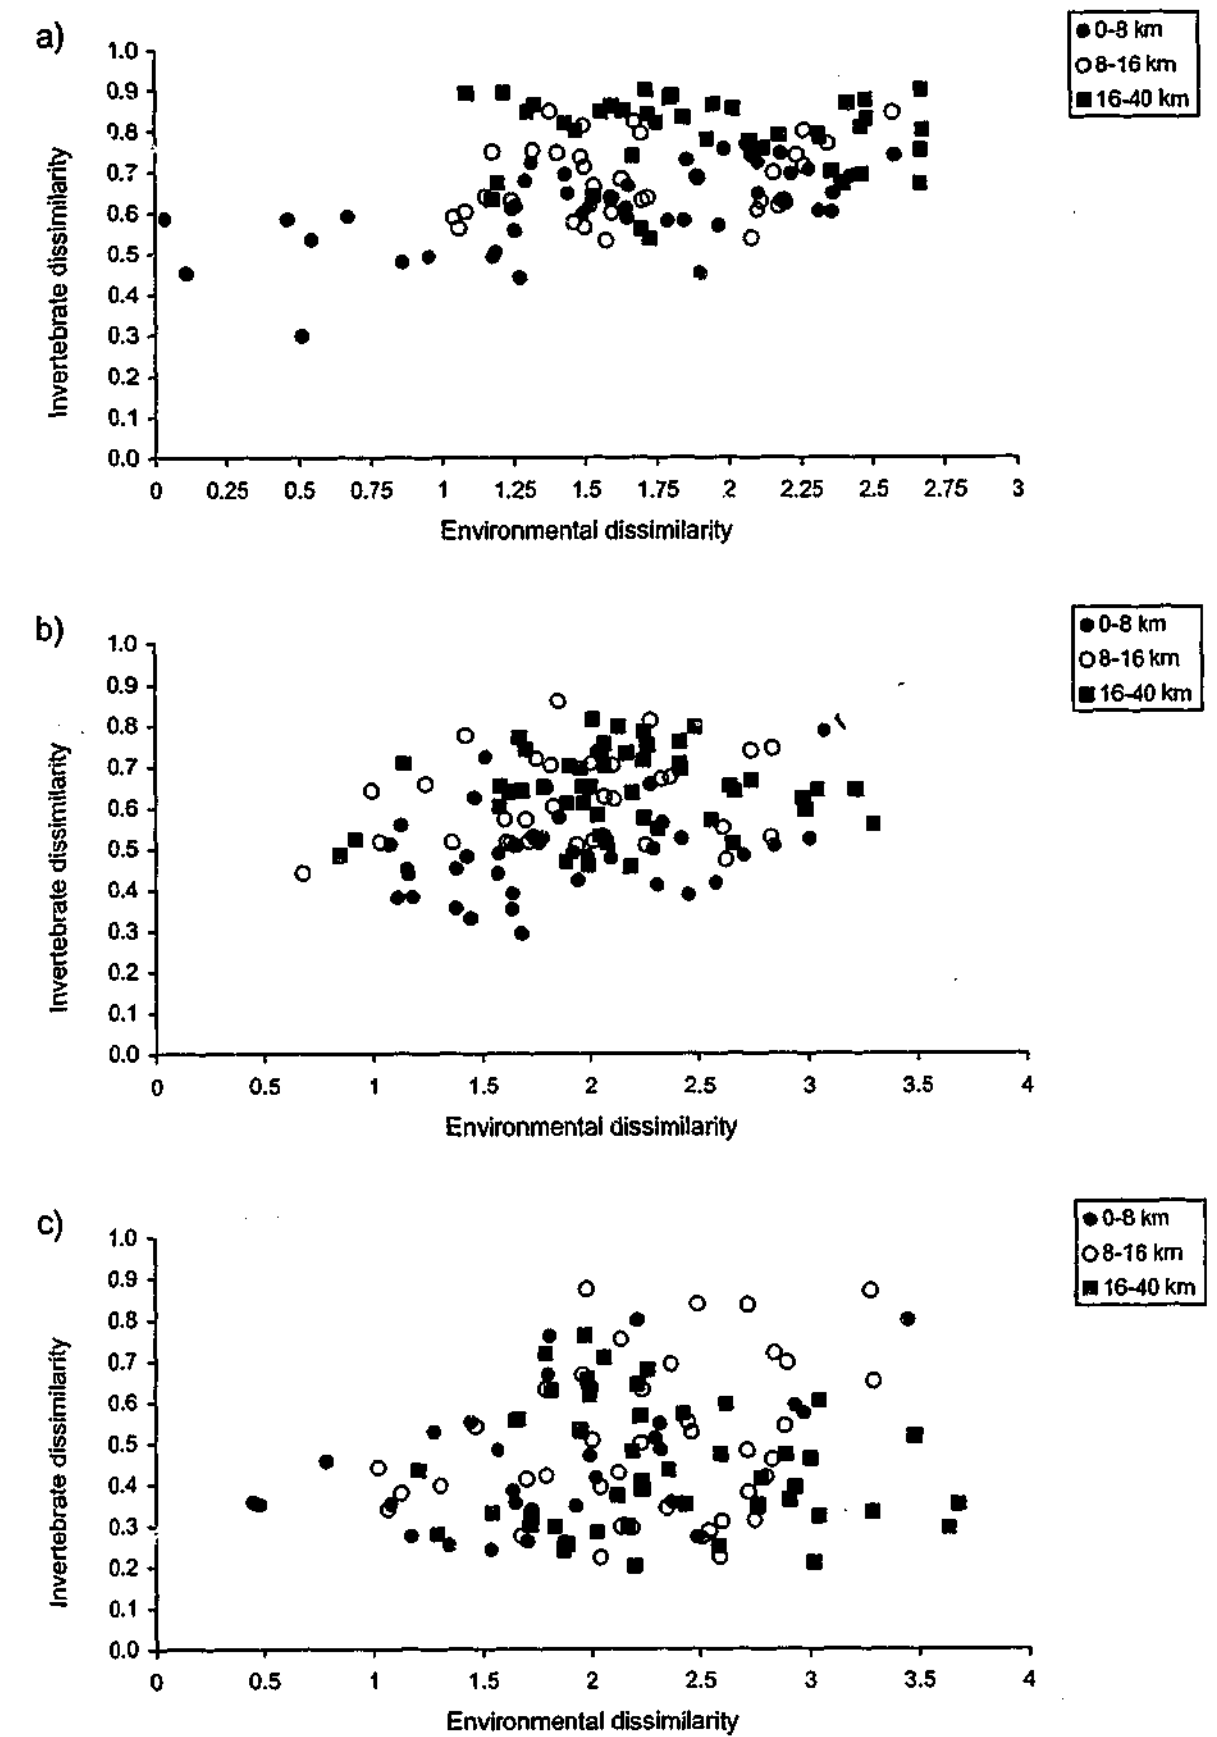 a)
0-8 km
8-16 km
16-40 km
1.0
0.9
0.8
0.7
0.6
0.5
0.4
0.3
0.2
0.1
0.0
Invertebrate dissimilarity
0 0.25 0.5 0.75 1 1.25 1.5 1.75 2 2.25 2.5 2.75 3
Environmental dissimilarity
b)
0-8 km
8-16 km
16-40 km
1.0
0.9
0.8
0.7
0.6
0.5
0.4
0.3
0.2
0.1
0.0
Invertebrate dissimilarity
0 0.5 1 1.5 2 2.5 3 3.5 4
Environmental dissimilarity
c)
0-8 km
8-16 km
16-40 km
1.0
0.9
0.8
0.7
0.6
0.5
0.4
0.3
0.2
0.1
0.0
Invertebrate dissimilarity
0 0.5 1 1.5 2 2.5 3 3.5 4
Environmental dissimilarity